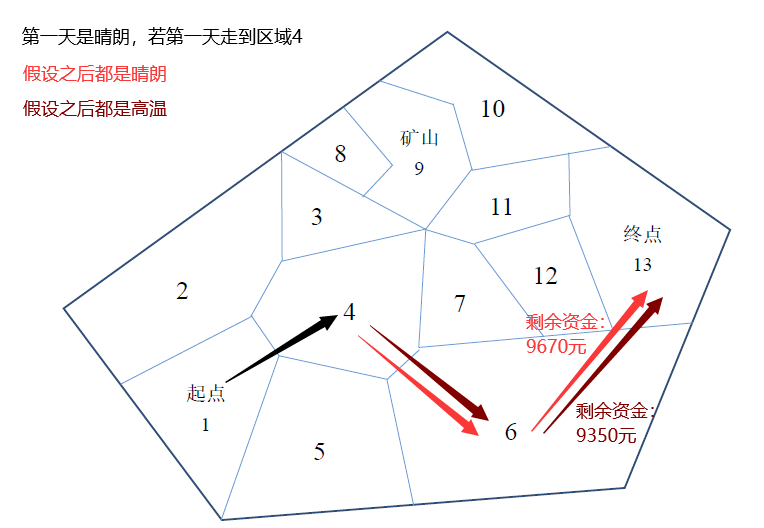 第一天是晴朗，若第一天走到区域4
假设之后都是晴朗
假设之后都是高温
10
矿山
9
8
3
11
终点
13
2
12
7
4
剩余资金：
9670元
起点
1
剩余资金：
9350元
6
5